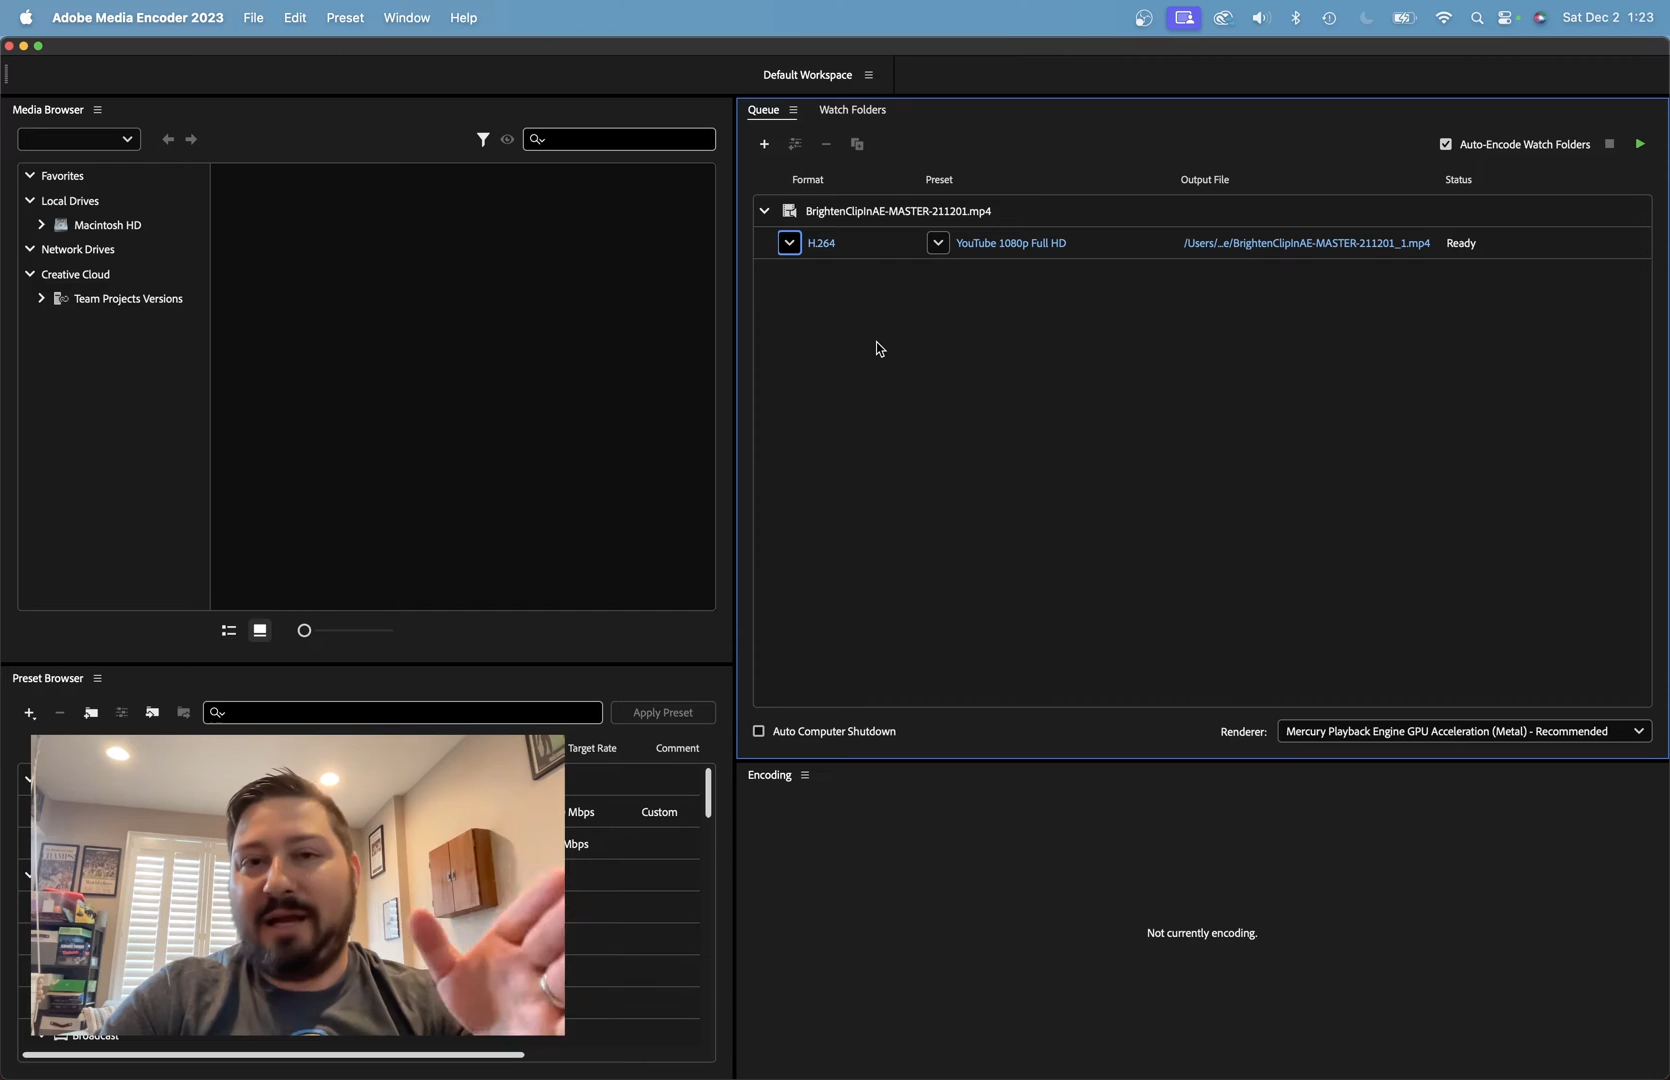 Adobe Media Encoder 2023 File Edit Preset Window Help Sat Dec 2 1:23
Default Workspace
Media Browser
Favorites
Local Drives
Macintosh HD
Network Drives
Creative Cloud
Team Projects Versions
Queue Watch Folders
Auto-Encode Watch Folders
Format Preset Output File Status
BrightenClipInAE-MASTER-211201.mp4
H.264 YouTube 1080p Full HD /Users/...e/BrightenClipInAE-MASTER-211201_1.mp4 Ready
Auto Computer Shutdown Renderer: Mercury Playback Engine GPU Acceleration (Metal) - Recommended
Preset Browser
Apply Preset
Target Rate Comment
Mbps Custom
Mbps
Broadcast
Encoding
Not currently encoding.